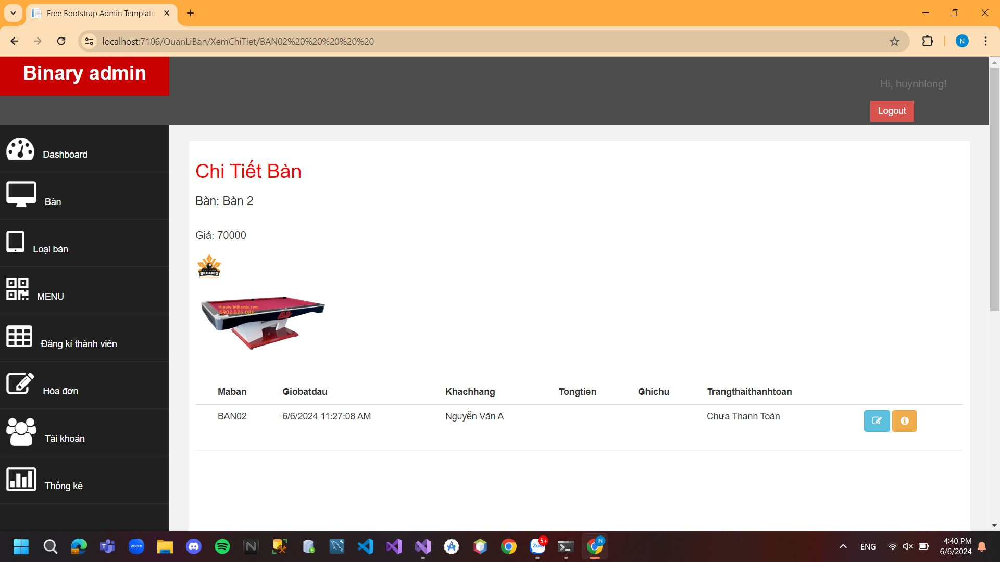 Free Bootstrap Admin Template
localhost:7106/QuanLiBan/XemChiTiet/BAN02%20%20%20%20%20
N
Binary admin
Hi, huynhlong!
Logout
Dashboard
Bàn
Loại bàn
MENU
Đăng kí thành viên
Hóa đơn
Tài khoản
Thống kê
Chi Tiết Bàn
Bàn: Bàn 2
Giá: 70000
BILLIARDS
thegioibilliards.com
0902.525.086
Maban Giobatdau Khachhang Tongtien Ghichu Trangthaithanhtoan
BAN02 6/6/2024 11:27:08 AM Nguyễn Văn A Chưa Thanh Toán
zoom
Zalo
5+
N
ENG
4:40 PM
6/6/2024